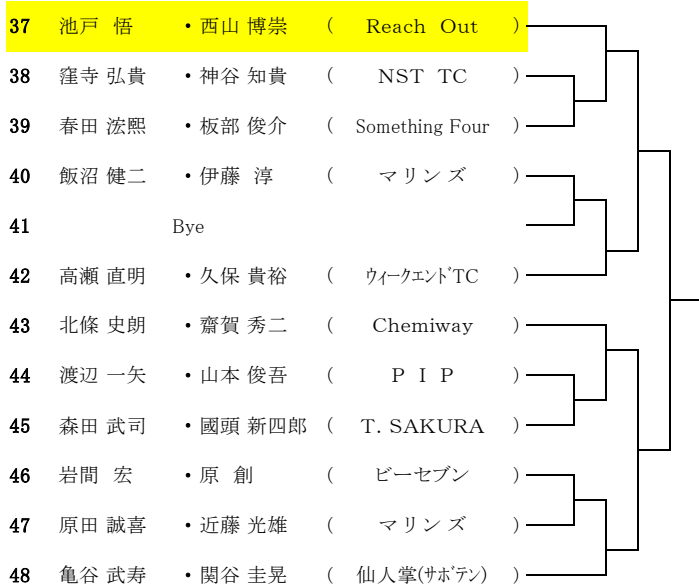 37 池戸 悟 ・西山 博崇 ( Reach Out )
38 窪寺 弘貴 ・神谷 知貴 ( NST TC )
39 春田 浤熙 ・板部 俊介 ( Something Four )
40 飯沼 健二 ・伊藤 淳 ( マリンズ )
41 Bye
42 高瀬 直明 ・久保 貴裕 ( ウィークエンドTC )
43 北條 史朗 ・齋賀 秀二 ( Chemiway )
44 渡辺 一矢 ・山本 俊吾 ( P I P )
45 森田 武司 ・國頭 新四郎 ( T. SAKURA )
46 岩間 宏 ・原 創 ( ビーセブン )
47 原田 誠喜 ・近藤 光雄 ( マリンズ )
48 亀谷 武寿 ・関谷 圭晃 ( 仙人掌(サボテン) )